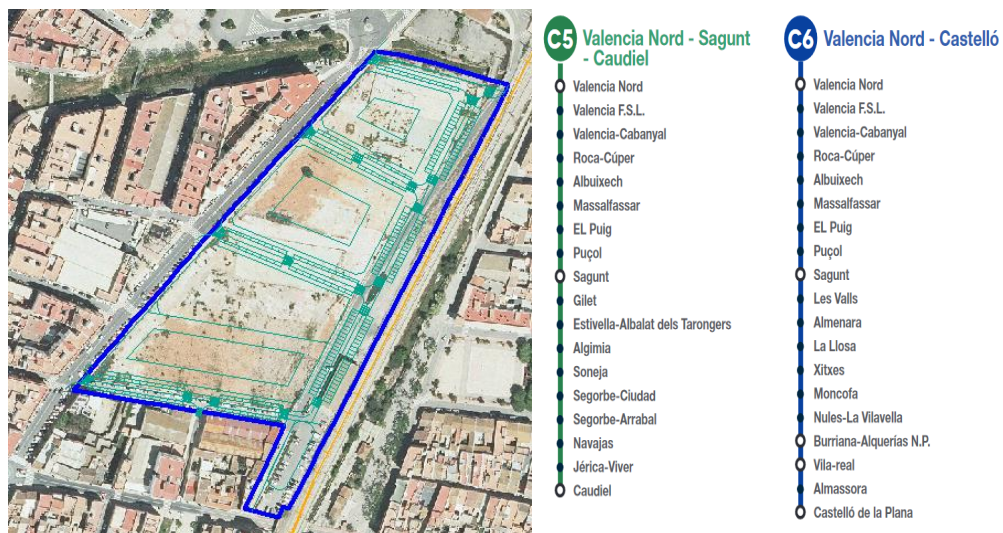 C5
Valencia Nord - Sagunt
- Caudiel
Valencia Nord
Valencia F.S.L.
Valencia-Cabanyal
Roca-Cúper
Albuixech
Massalfassar
EL Puig
Puçol
Sagunt
Gilet
Estivella-Albalat dels Tarongers
Algimia
Soneja
Segorbe-Ciudad
Segorbe-Arrabal
Navajas
Jérica-Viver
Caudiel
C6
Valencia Nord - Castelló
Valencia Nord
Valencia F.S.L.
Valencia-Cabanyal
Roca-Cúper
Albuixech
Massalfassar
EL Puig
Puçol
Sagunt
Les Valls
Almenara
La Llosa
Xitxes
Moncofa
Nules-La Vilavella
Burriana-Alquerías N.P.
Vila-real
Almassora
Castelló de la Plana